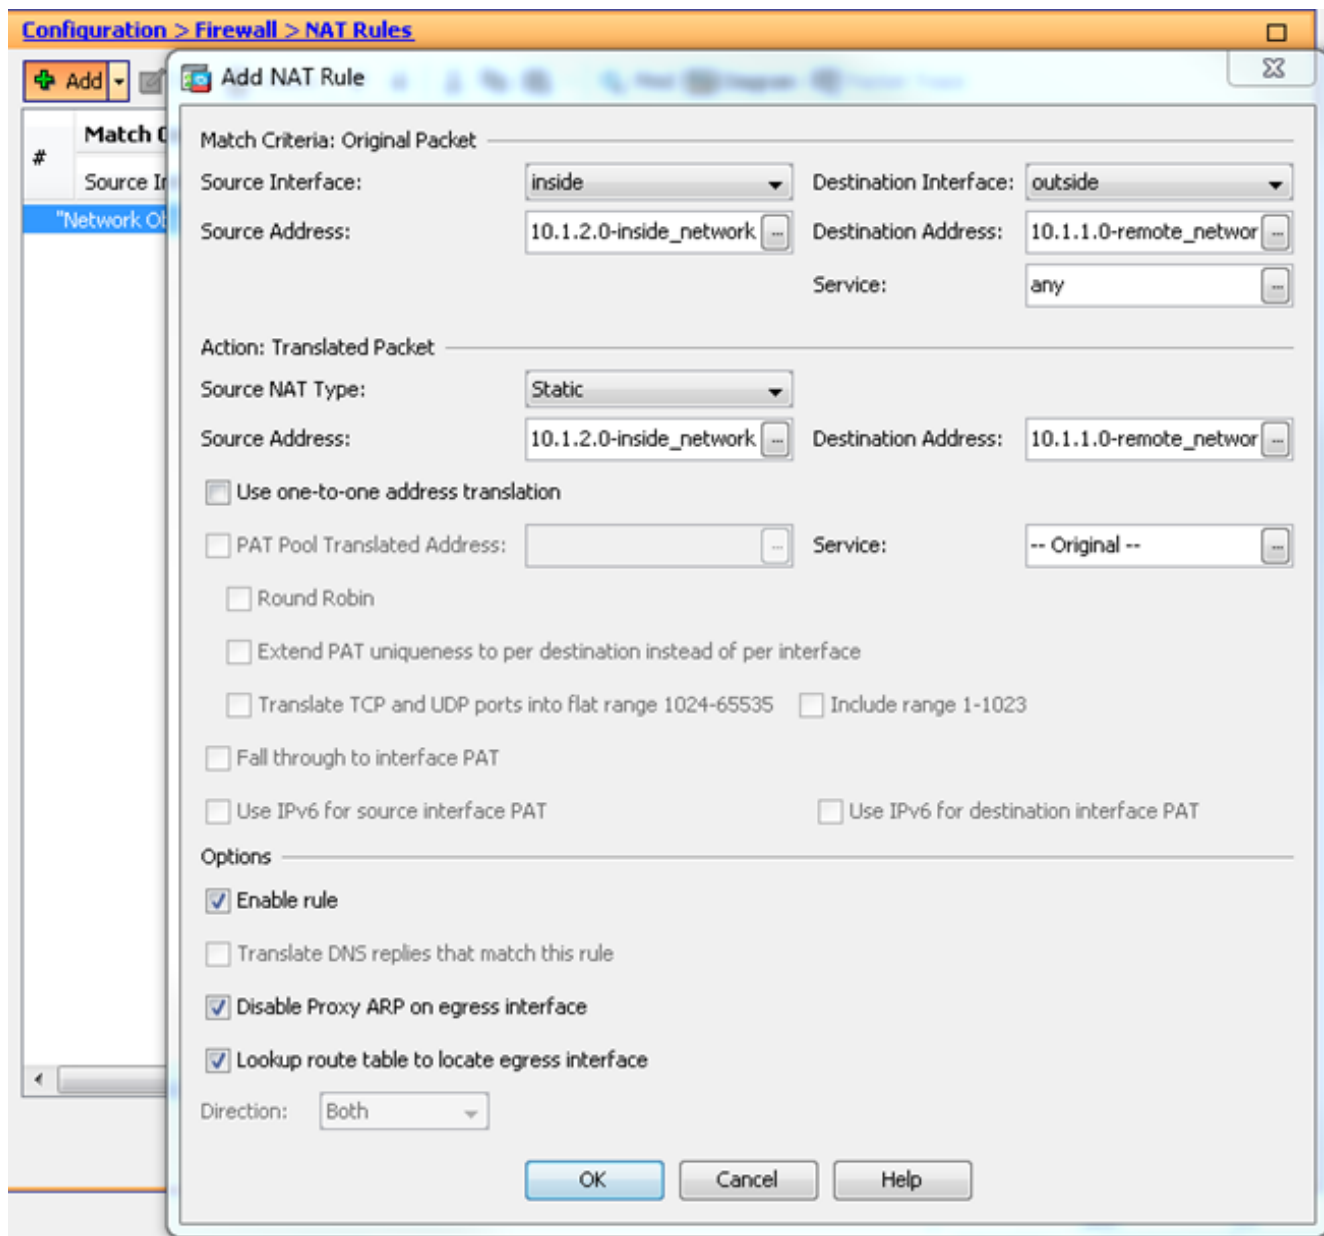 Configuration > Firewall > NAT Rules
Add
Add NAT Rule
#
Match
Source
"Network
Match Criteria: Original Packet
Source Interface: inside Destination Interface: outside
Source Address: 10.1.2.0-inside_network ... Destination Address: 10.1.1.0-remote_networ ...
Service: any ...
Action: Translated Packet
Source NAT Type: Static
Source Address: 10.1.2.0-inside_network ... Destination Address: 10.1.1.0-remote_networ ...
Use one-to-one address translation
PAT Pool Translated Address: ... Service: -- Original -- ...
Round Robin
Extend PAT uniqueness to per destination instead of per interface
Translate TCP and UDP ports into flat range 1024-65535 Include range 1-1023
Fall through to interface PAT
Use IPv6 for source interface PAT Use IPv6 for destination interface PAT
Options
Enable rule
Translate DNS replies that match this rule
Disable Proxy ARP on egress interface
Lookup route table to locate egress interface
Direction: Both
OK Cancel Help